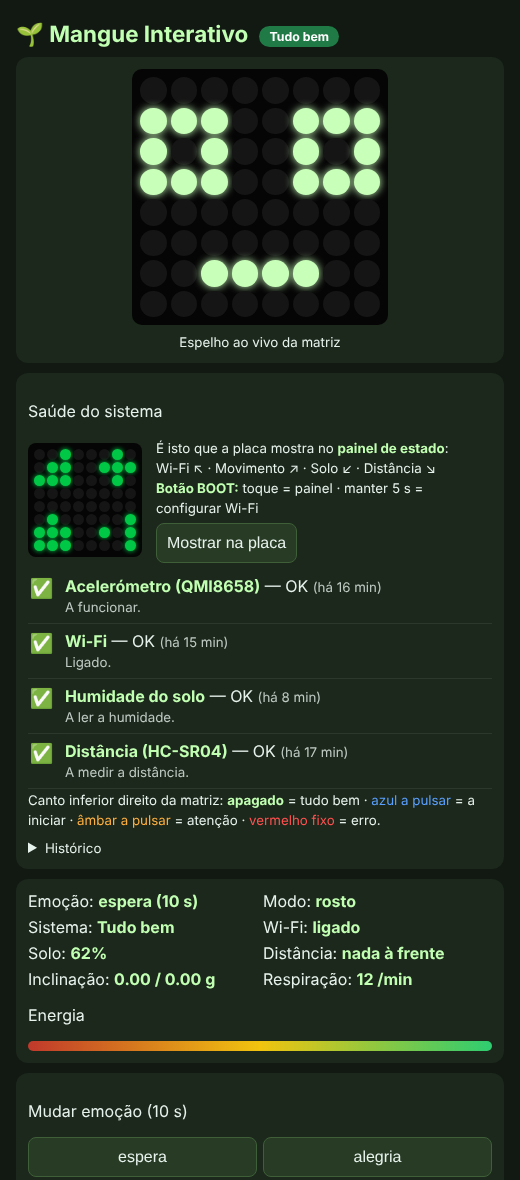 🌱 Mangue Interativo Tudo bem
Espelho ao vivo da matriz
Saúde do sistema
É isto que a placa mostra no painel de estado:
Wi-Fi ↖ · Movimento ↗ · Solo ↙ · Distância ↘
Botão BOOT: toque = painel · manter 5 s =
configurar Wi-Fi
Mostrar na placa
✅ Acelerómetro (QMI8658) — OK (há 16 min)
A funcionar.
✅ Wi-Fi — OK (há 15 min)
Ligado.
✅ Humidade do solo — OK (há 8 min)
A ler a humidade.
✅ Distância (HC-SR04) — OK (há 17 min)
A medir a distância.
Canto inferior direito da matriz: apagado = tudo bem · azul a pulsar = a
iniciar · âmbar a pulsar = atenção · vermelho fixo = erro.
▶ Histórico
Emoção: espera (10 s) Modo: rosto
Sistema: Tudo bem Wi-Fi: ligado
Solo: 62% Distância: nada à frente
Inclinação: 0.00 / 0.00 g Respiração: 12 /min
Energia
Mudar emoção (10 s)
espera alegria